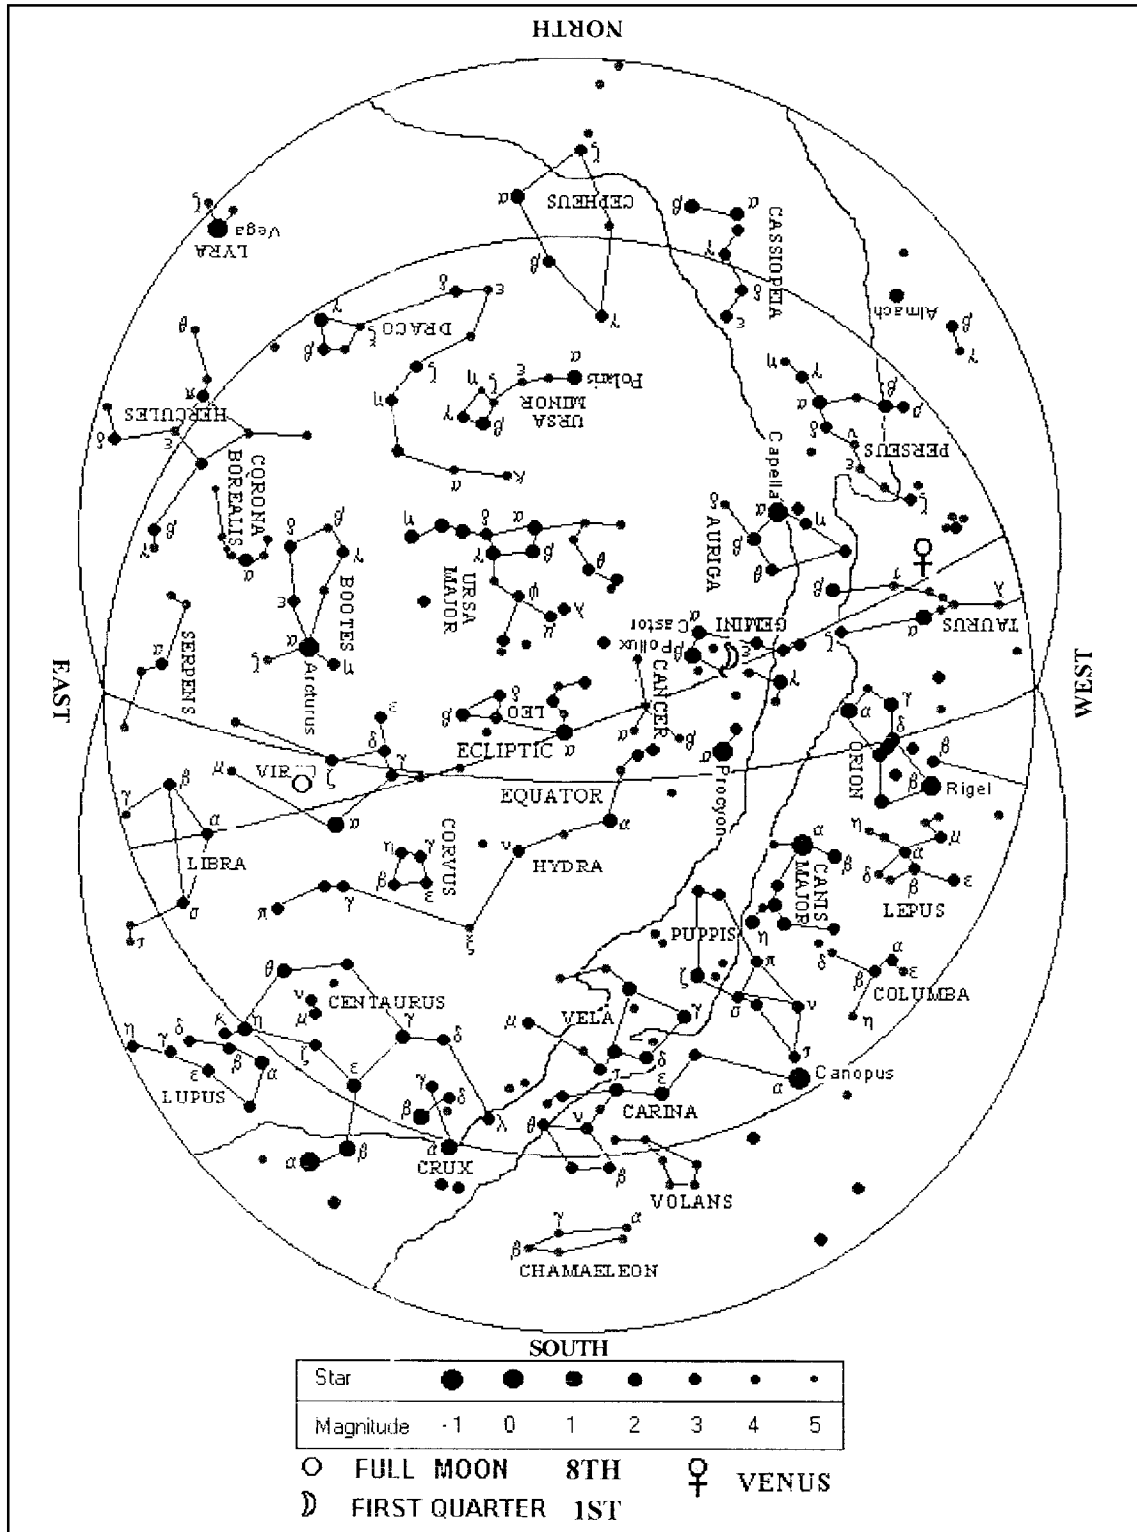 NORTH
ζ
α
CEPHEUS
β
γ
β
α
CASSIOPEIA
γ
δ
ε
ζ
Vega
LYRA
Almach
β
γ
δ
ε
γ
DRACO
β
ξ
ζ
η
α
κ
α
Polaris
ε
ζ
η
URSA
MINOR
γ
β
θ
π
HERCULES
δ
ε
β
γ
CORONA
BOREALIS
α
η
γ
α
β
ρ
δ
ν
PERSEUS
ε
ζ
Capella
α
δ
AURIGA
η
β
θ
δ
β
γ
BOOTES
ε
α
ζ
η
Arcturus
η
δ
α
γ
β
θ
URSA
MAJOR
ψ
λ
μ
τ
β
λ
α
ζ
TAURUS
α
Castor
GEMINI
Pollux
β
ε
γ
SERPENS
α
EAST
WEST
CANCER
α
β
δ
LEO
β
α
ECLIPTIC
EQUATOR
ε
δ
γ
VIR
ζ
μ
α
α
Procyon
α
γ
δ
ORION
β
β
Rigel
γ
β
α
LIBRA
σ
τ
CORVUS
η
γ
β
ε
ν
HYDRA
α
π
γ
ξ
α
β
CANIS
MAJOR
η
η
μ
α
δ
β
ε
LEPUS
PUPPIS
ζ
π
σ
ν
τ
δ
α
β
ε
COLUMBA
η
θ
CENTAURUS
ν
μ
κ
η
γ
δ
ζ
ε
λ
β
α
η
δ
γ
β
ε
α
LUPUS
μ
VELA
γ
δ
τ
ε
CARINA
α
Canopus
γ
δ
β
α
CRUX
θ
ν
β
VOLANS
γ
α
β
CHAMAELEON
SOUTH
Star
Magnitude -1 0 1 2 3 4 5
FULL MOON 8TH ♀ VENUS
FIRST QUARTER 1ST